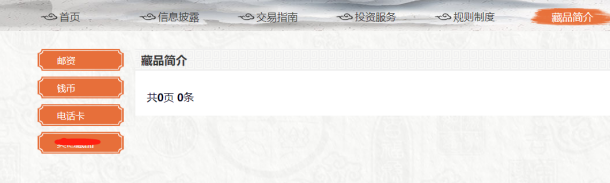 首页 信息披露 交易指南 投资服务 规则制度 藏品简介
邮资
钱币
电话卡
藏品简介
共0页 0条